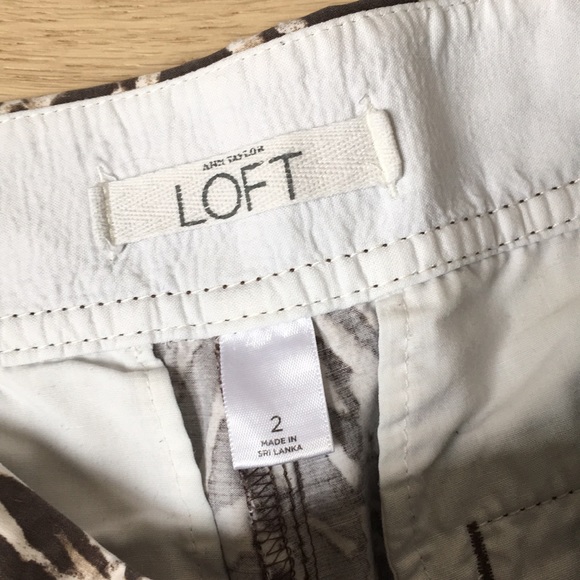 ANN TAYLOR
LOFT
2
MADE IN
SRI LANKA